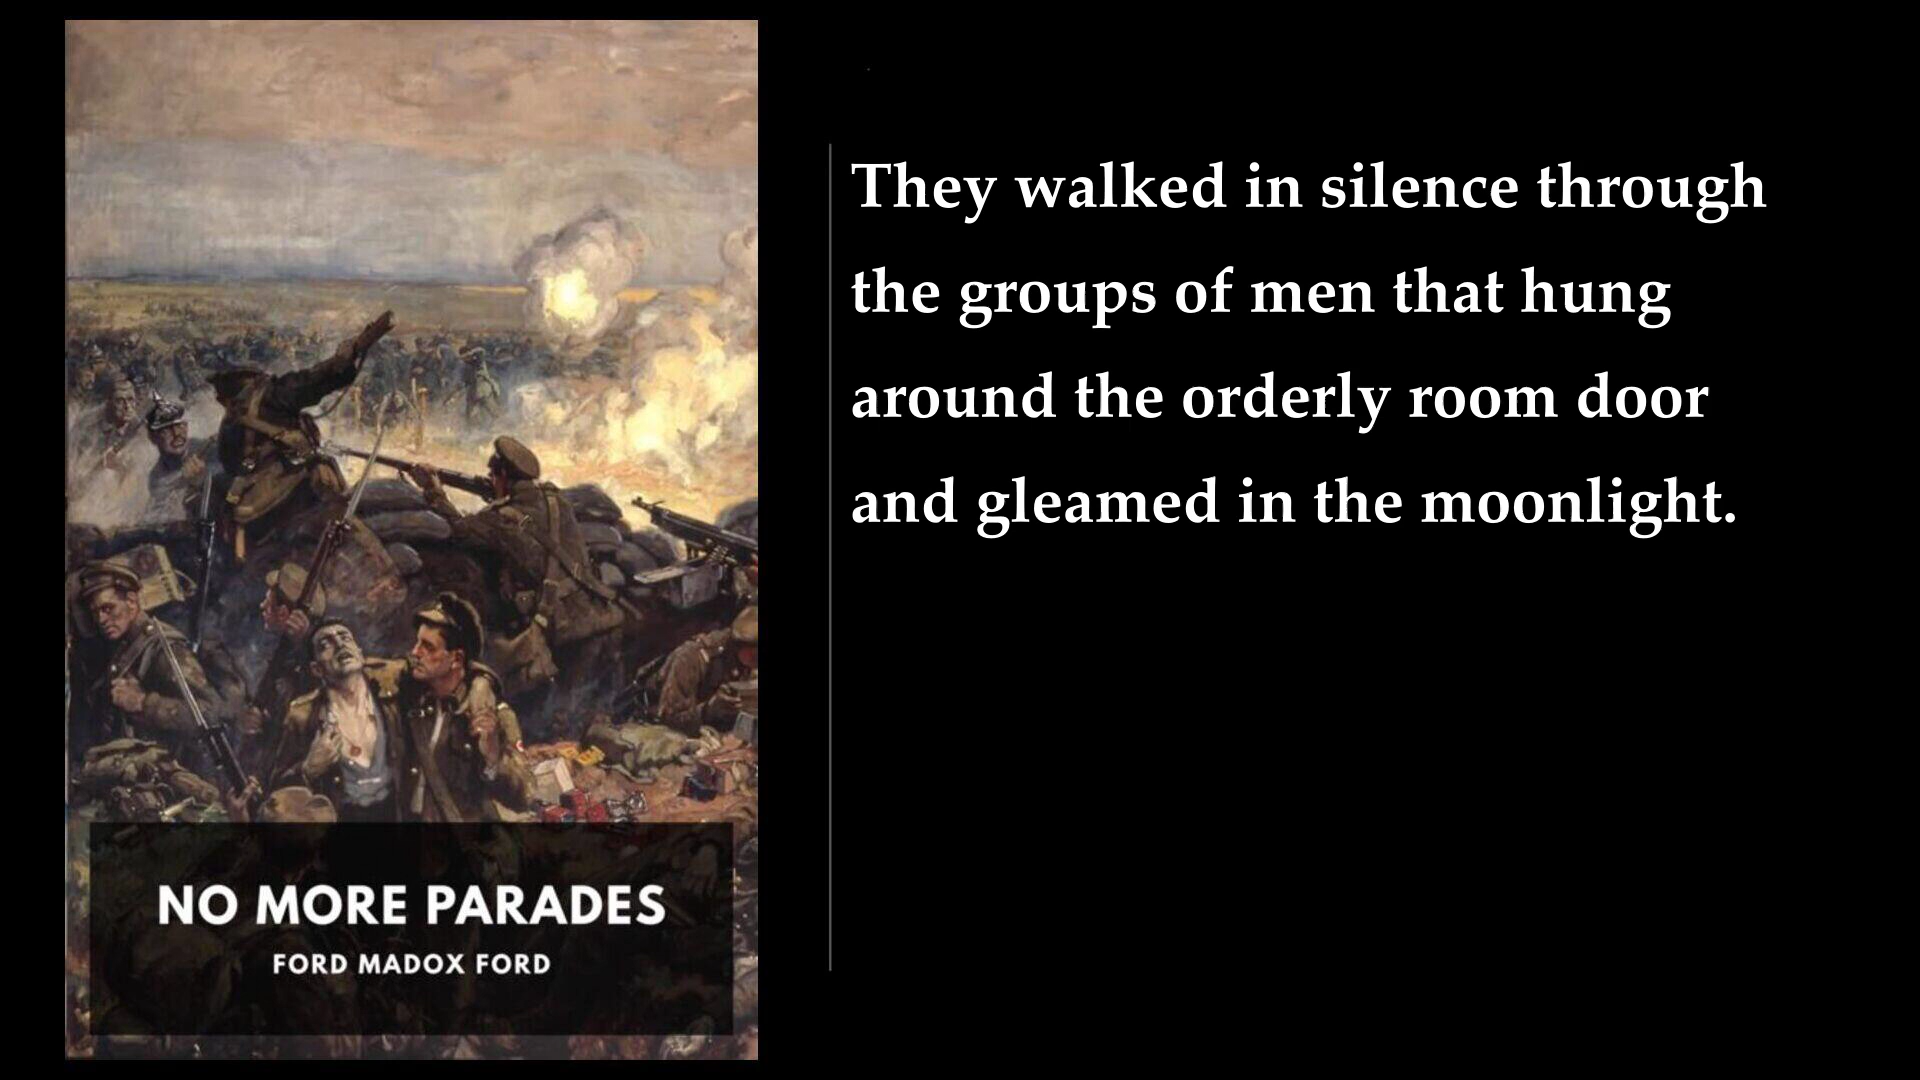 NO MORE PARADES
FORD MADOX FORD
They walked in silence through
the groups of men that hung
around the orderly room door
and gleamed in the moonlight.